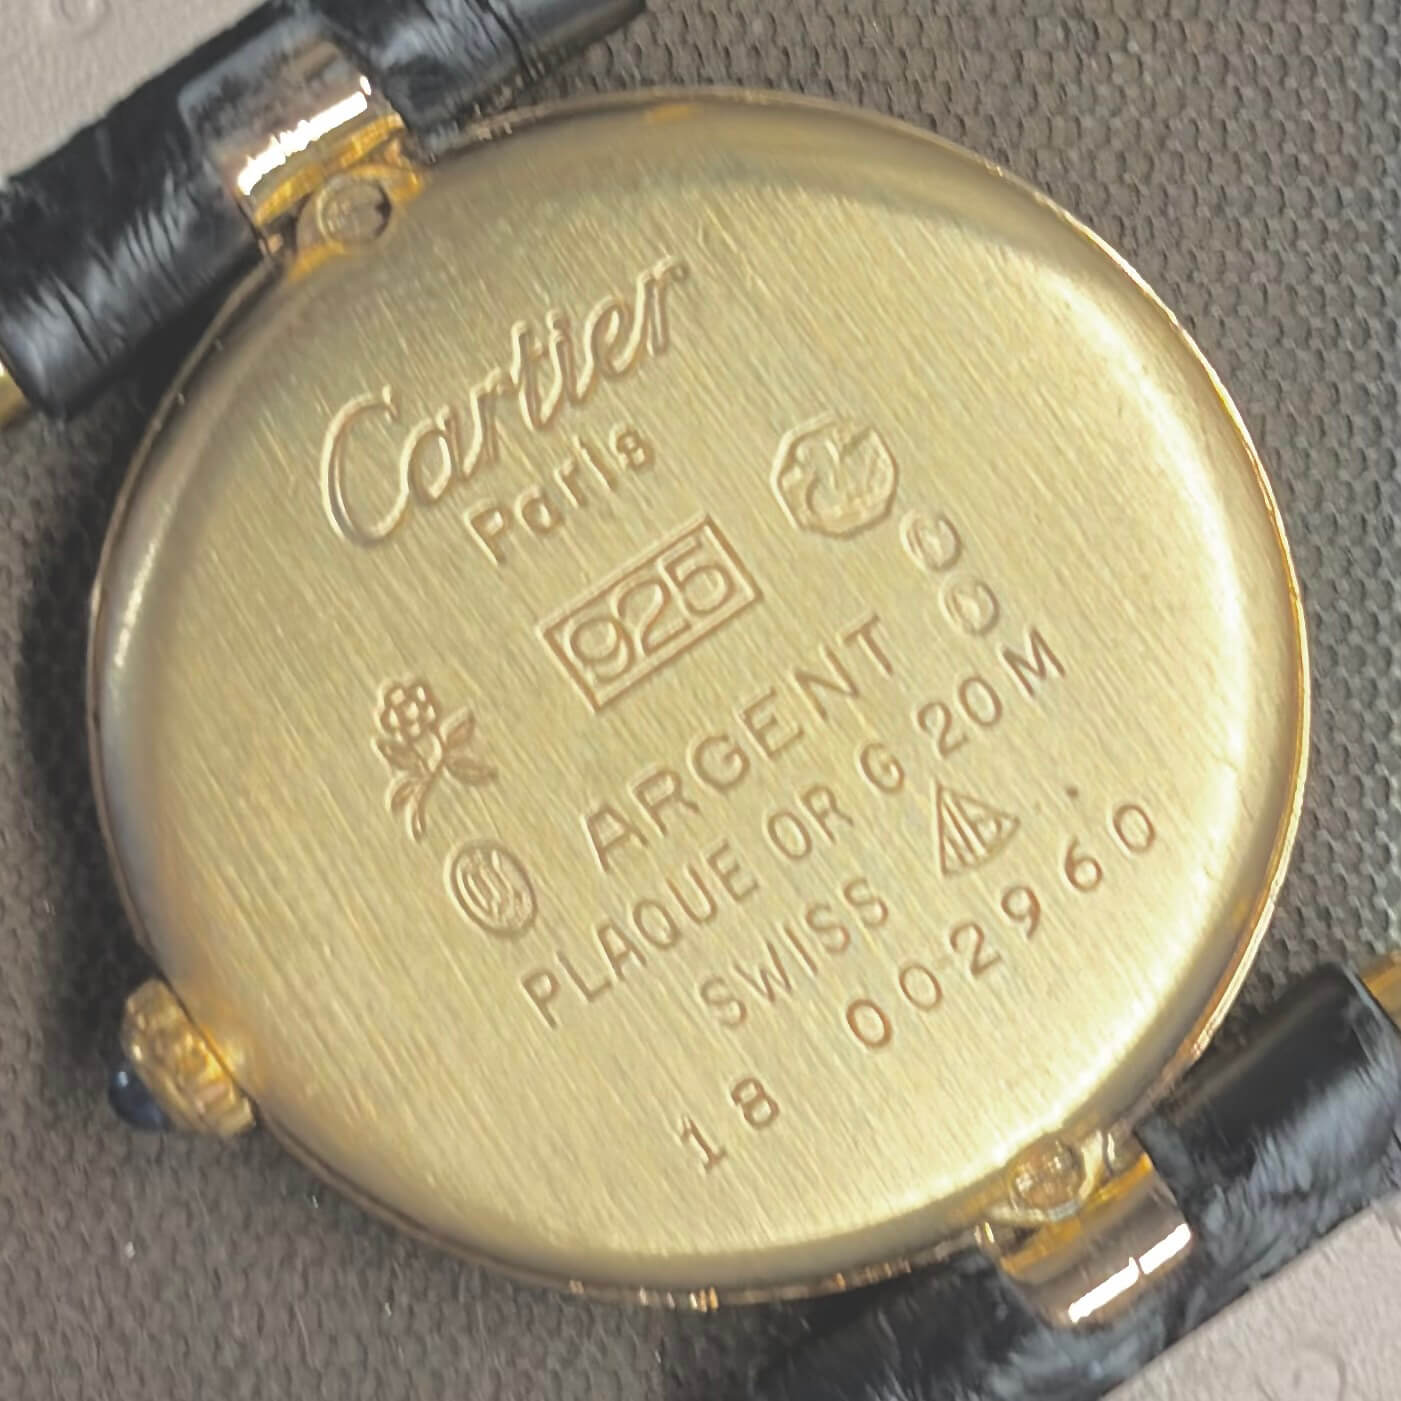 Cartier
Paris
925
ARGENT
PLAQUE OR G 20 M
SWISS
18 002960